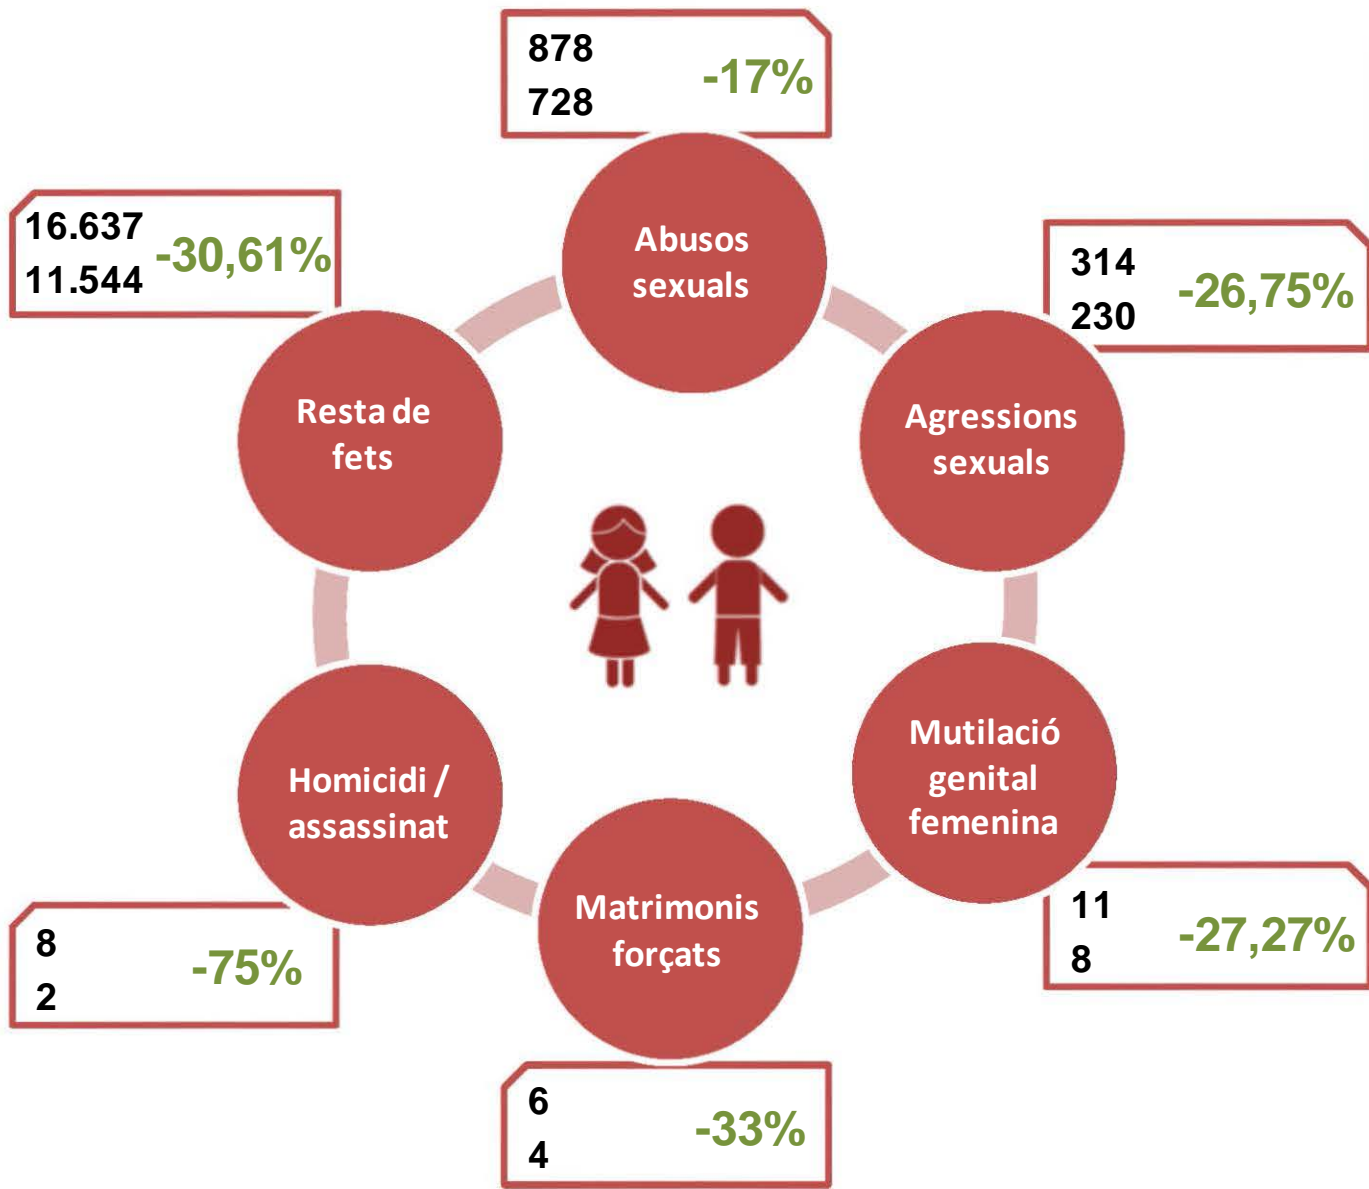 878
728
-17%
Abusos
sexuals
314
230
-26,75%
Agressions
sexuals
Mutilació
genital
femenina
11
8
-27,27%
Matrimonis
forçats
6
4
-33%
Homicidi /
assassinat
8
2
-75%
Resta de
fets
16.637
11.544
-30,61%